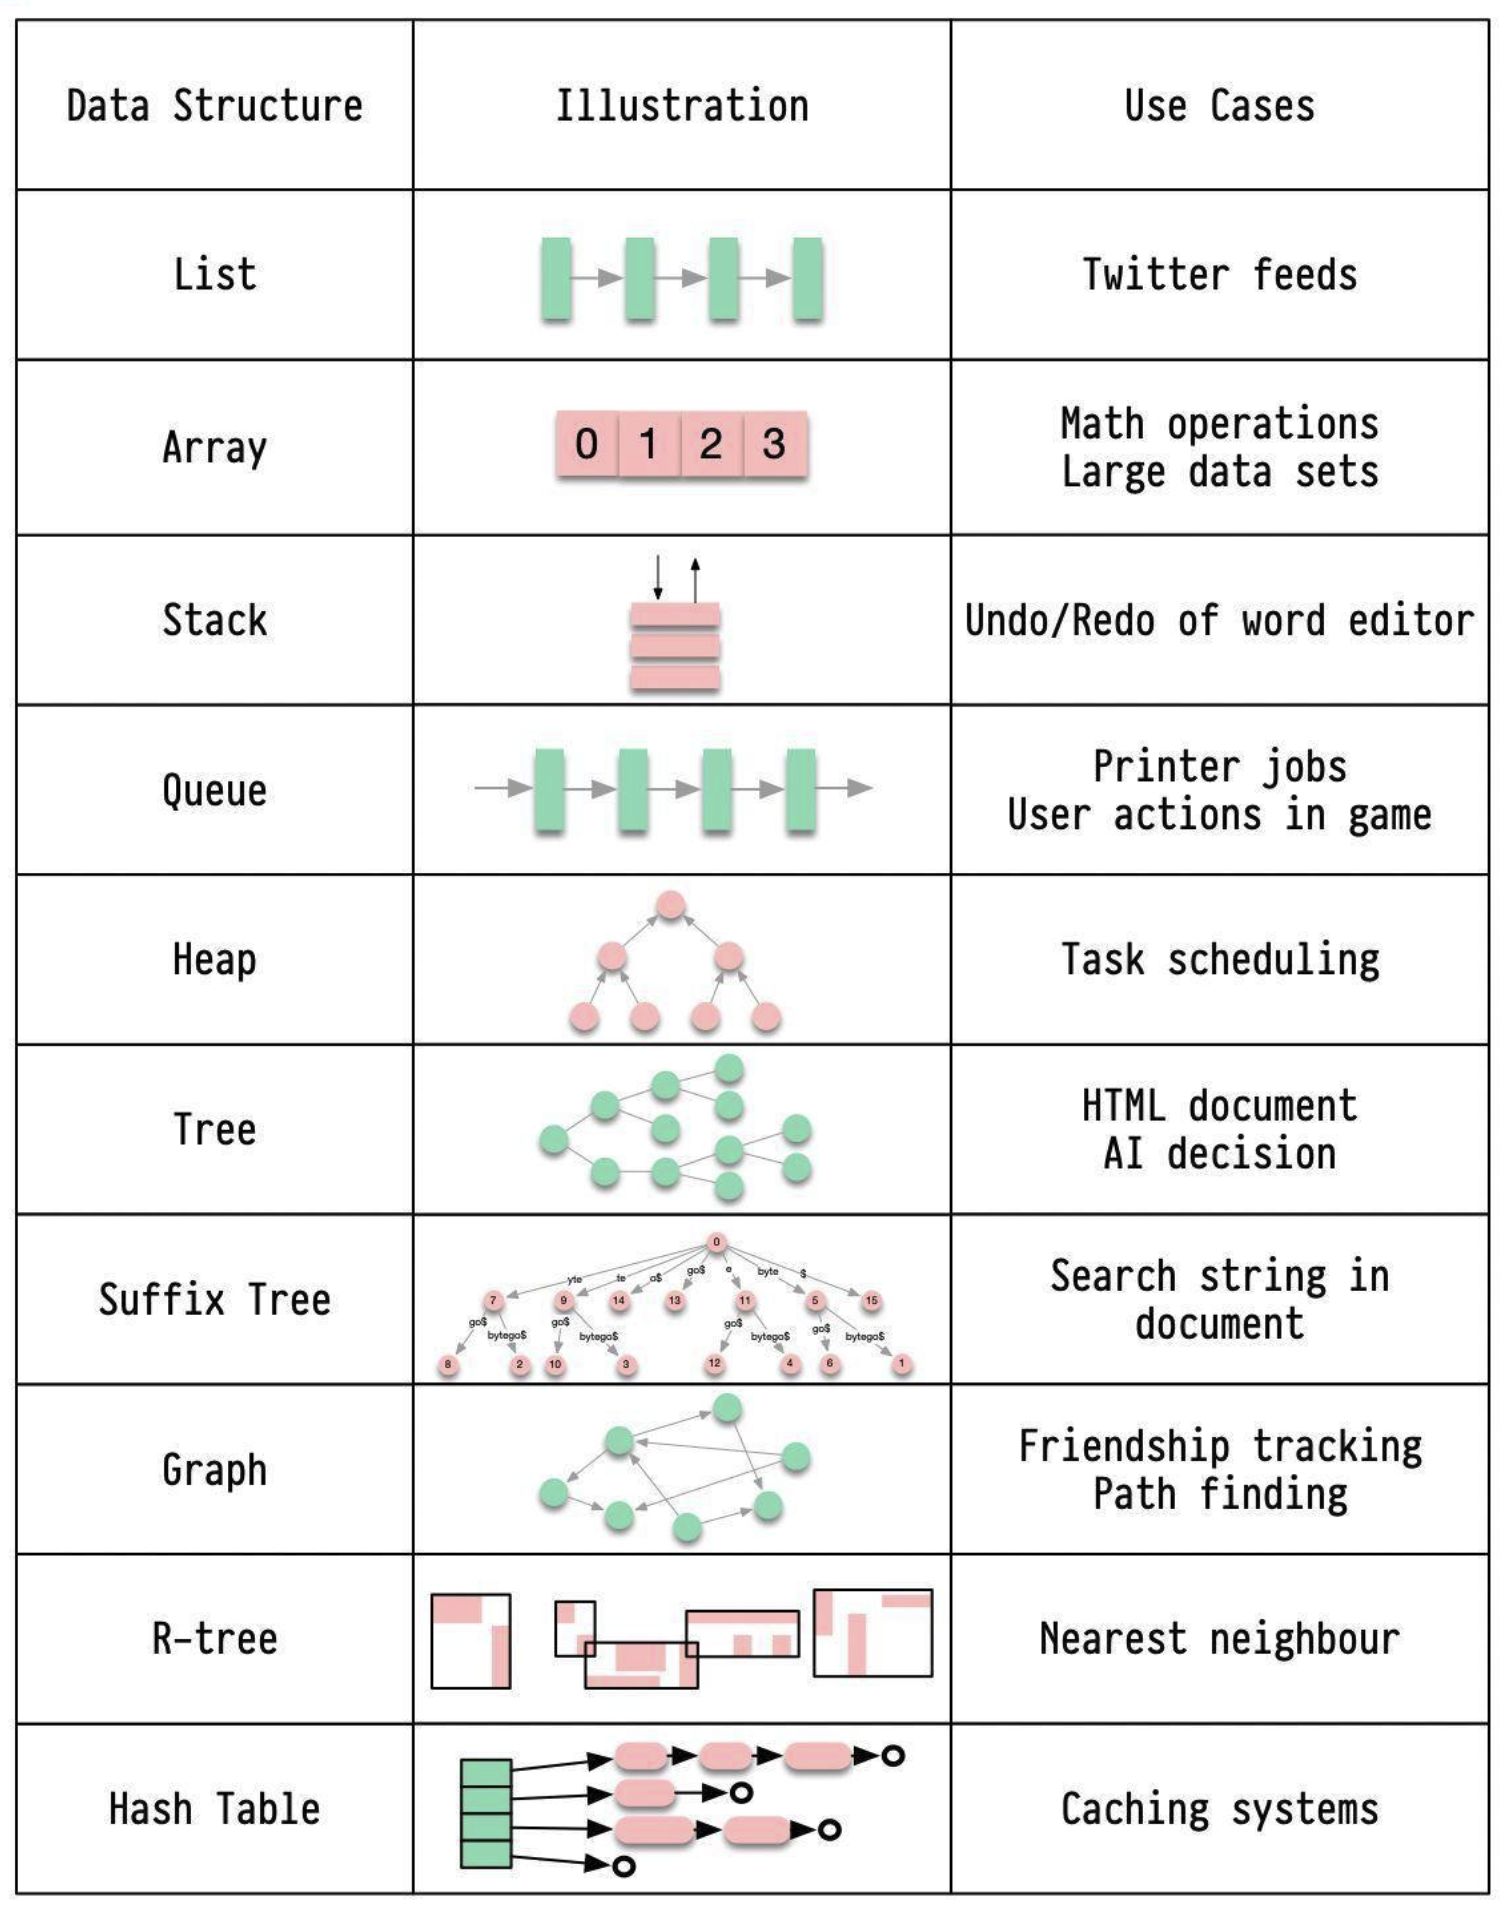 Data Structure
Illustration
Use Cases
List
Twitter feeds
Array
0 1 2 3
Math operations
Large data sets
Stack
Undo/Redo of word editor
Queue
Printer jobs
User actions in game
Heap
Task scheduling
Tree
HTML document
AI decision
Suffix Tree
0
yte te o$ go$ e byte $
7 9 14 13 11 5 15
go$ bytego$ go$ bytego$ go$ bytego$ go$ bytego$
8 2 10 3 12 4 6 1
Search string in
document
Graph
Friendship tracking
Path finding
R-tree
Nearest neighbour
Hash Table
Caching systems